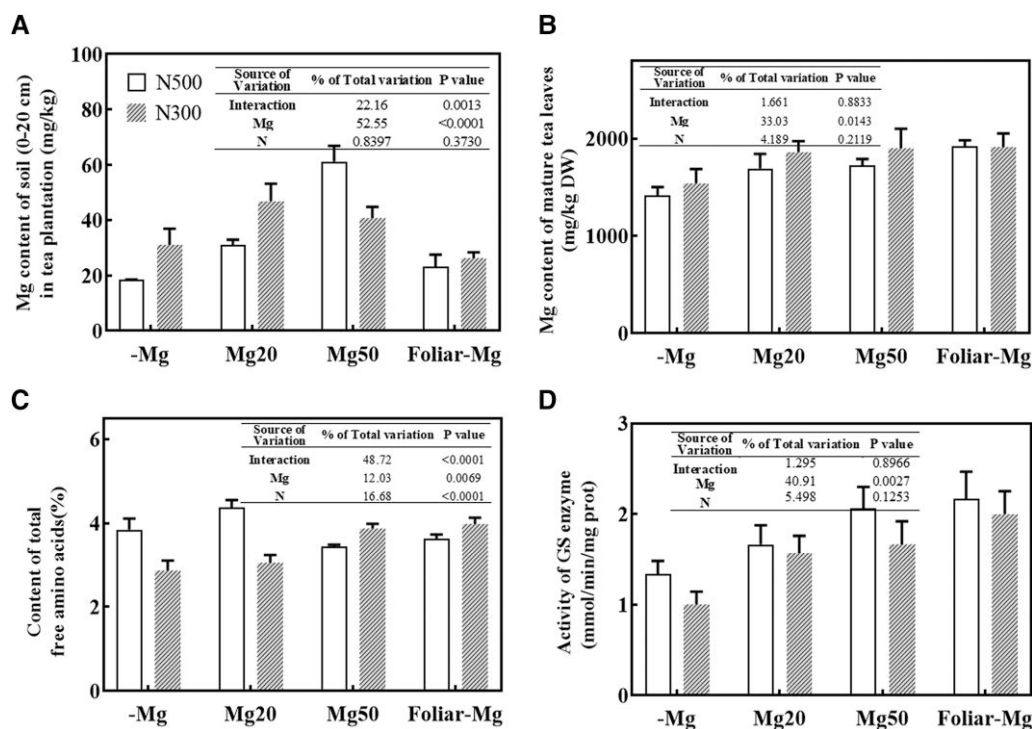 A
Mg content of soil (0-20 cm)
in tea plantation (mg/kg)
100
80
60
40
20
0
N500
N300
Source of
Variation
% of Total variation
P value
Interaction
22.16
0.0013
Mg
52.55
<0.0001
N
0.8397
0.3730
-Mg
Mg20
Mg50
Foliar-Mg
B
Mg content of mature tea leaves
(mg/kg DW)
2000
1000
0
Source of
Variation
% of Total variation
P value
Interaction
1.661
0.8833
Mg
33.03
0.0143
N
4.189
0.2119
-Mg
Mg20
Mg50
Foliar-Mg
C
Content of total
free amino acids(%)
6
4
2
0
Source of
Variation
% of Total variation
P value
Interaction
48.72
<0.0001
Mg
12.03
0.0069
N
16.68
<0.0001
-Mg
Mg20
Mg50
Foliar-Mg
D
Activity of GS enzyme
(mmol/min/mg prot)
3
2
1
0
Source of
Variation
% of Total variation
P value
Interaction
1.295
0.8966
Mg
40.91
0.0027
N
5.498
0.1253
-Mg
Mg20
Mg50
Foliar-Mg